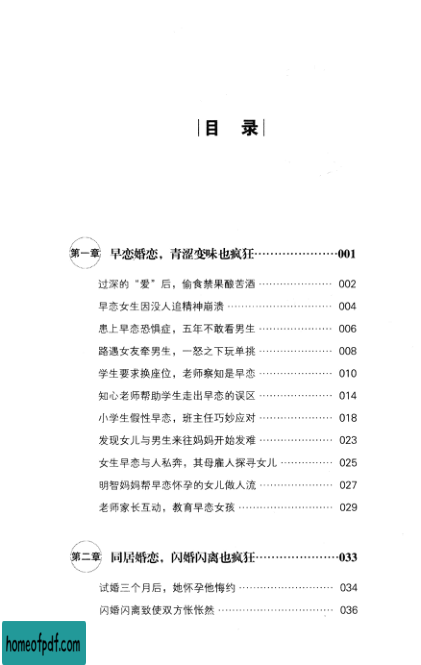 目 录
第一章 早恋婚恋，青涩变味也疯狂····················001
过深的“爱”后，偷食禁果酿苦酒····················002
早恋女生因没人追精神崩溃····················004
患上早恋恐惧症，五年不敢看男生····················006
路遇女友牵男生，一怒之下玩单挑····················008
学生要求换座位，老师察知是早恋····················010
知心老师帮助学生走出早恋的误区····················014
小学生假性早恋，班主任巧妙应对····················018
发现女儿与男生来往妈妈开始发难····················023
女生早恋与人私奔，其母雇人探寻女儿····················025
明智妈妈帮早恋怀孕的女儿做人流····················027
老师家长互动，教育早恋女孩····················029
第二章 同居婚恋，闪婚闪离也疯狂····················033
试婚三个月后，她怀孕他悔约····················034
闪婚闪离致使双方怅怅然····················036
homeofpdf.com